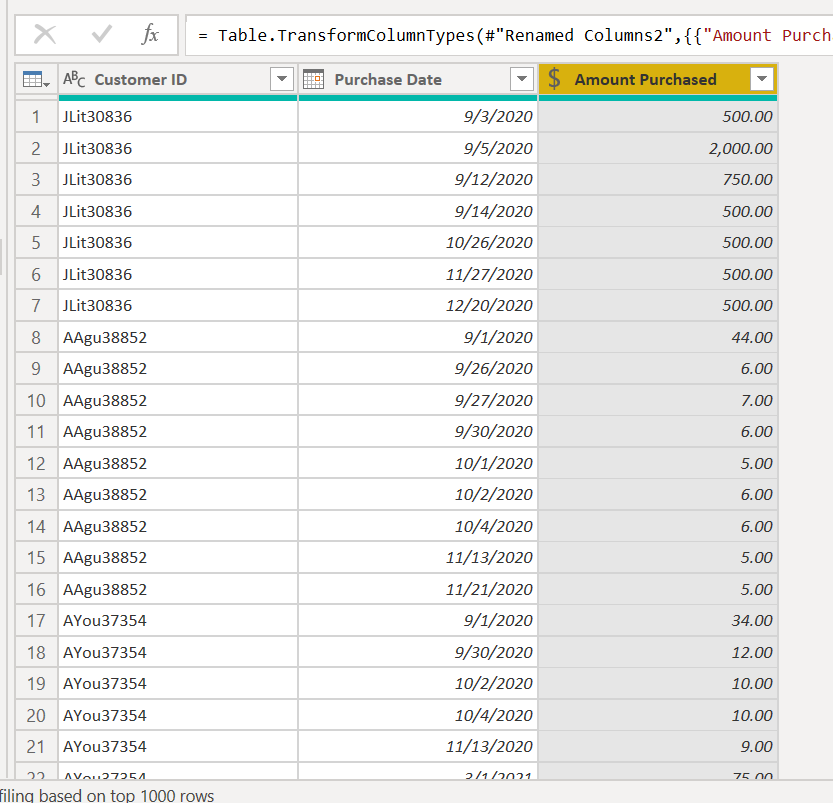 fx = Table.TransformColumnTypes(#"Renamed Columns2",{{"Amount Purch
ABC Customer ID Purchase Date $ Amount Purchased
1 JLit30836 9/3/2020 500.00
2 JLit30836 9/5/2020 2,000.00
3 JLit30836 9/12/2020 750.00
4 JLit30836 9/14/2020 500.00
5 JLit30836 10/26/2020 500.00
6 JLit30836 11/27/2020 500.00
7 JLit30836 12/20/2020 500.00
8 AAgu38852 9/1/2020 44.00
9 AAgu38852 9/26/2020 6.00
10 AAgu38852 9/27/2020 7.00
11 AAgu38852 9/30/2020 6.00
12 AAgu38852 10/1/2020 5.00
13 AAgu38852 10/2/2020 6.00
14 AAgu38852 10/4/2020 6.00
15 AAgu38852 11/13/2020 5.00
16 AAgu38852 11/21/2020 5.00
17 AYou37354 9/1/2020 34.00
18 AYou37354 9/30/2020 12.00
19 AYou37354 10/2/2020 10.00
20 AYou37354 10/4/2020 10.00
21 AYou37354 11/13/2020 9.00
22 AYou37354 3/1/2021 75.00
filing based on top 1000 rows